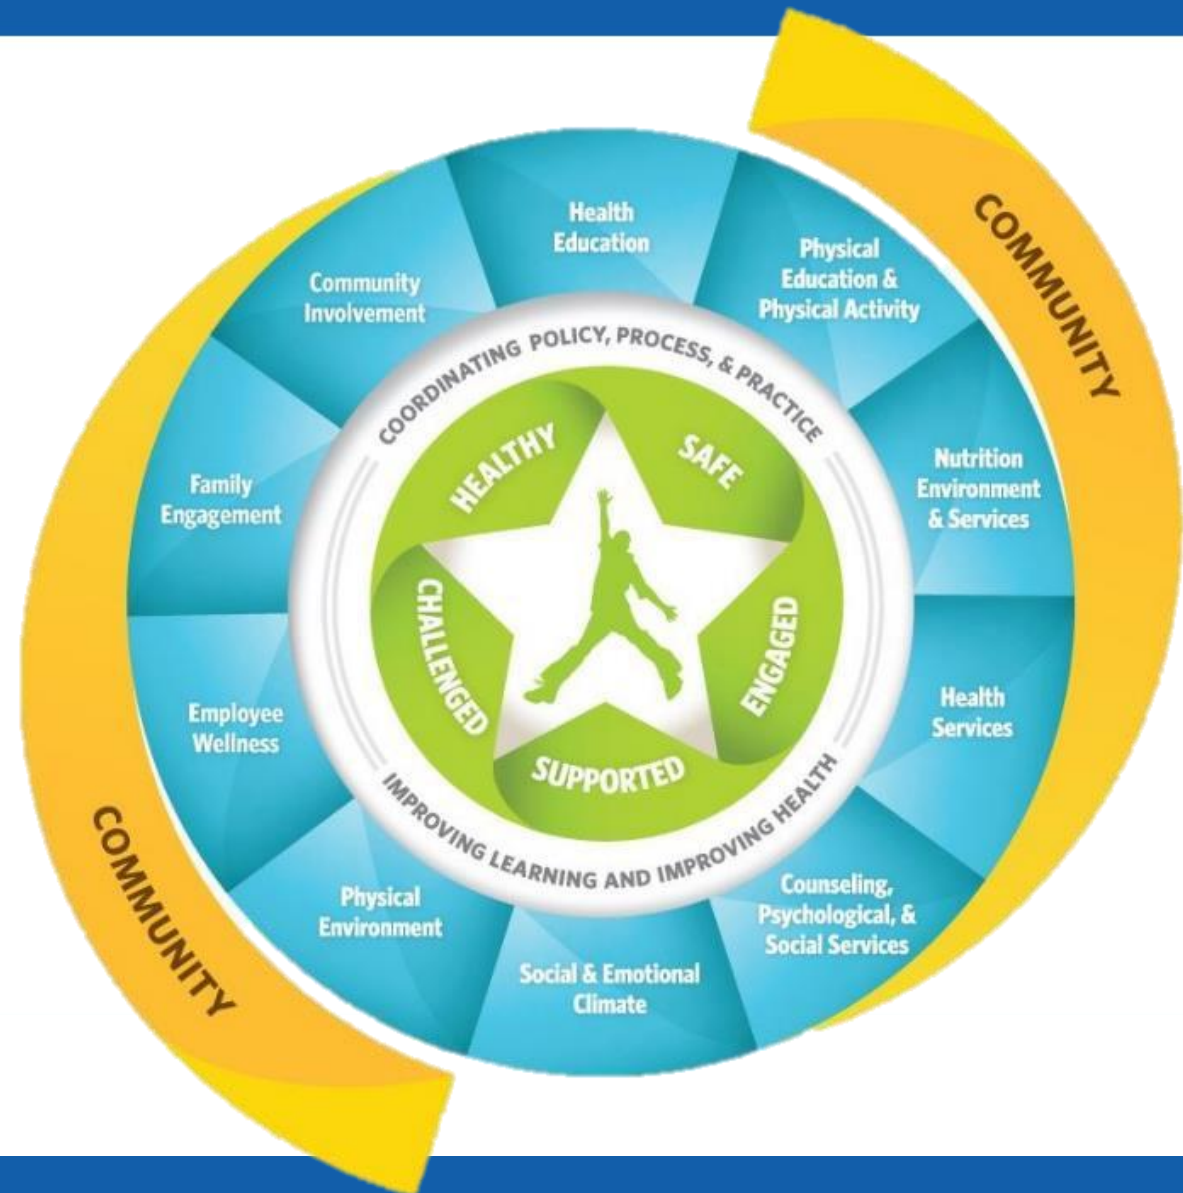 COMMUNITY
Health
Education
Physical
Education &
Physical Activity
Nutrition
Environment
& Services
Health
Services
Counseling,
Psychological, &
Social Services
Social & Emotional
Climate
Physical
Environment
Employee
Wellness
Family
Engagement
Community
Involvement
COORDINATING POLICY, PROCESS, & PRACTICE
IMPROVING LEARNING AND IMPROVING HEALTH
HEALTHY
SAFE
ENGAGED
SUPPORTED
CHALLENGED
COMMUNITY